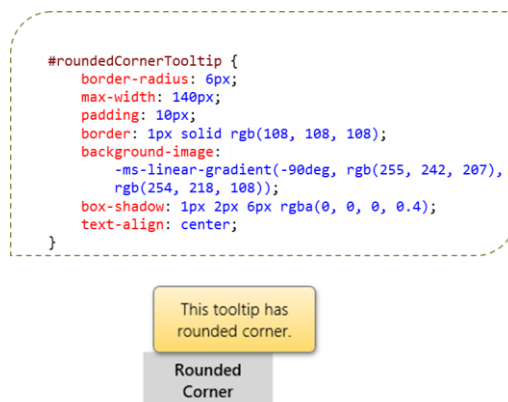 #roundedCornerTooltip {
border-radius: 6px;
max-width: 140px;
padding: 10px;
border: 1px solid rgb(108, 108, 108);
background-image:
-ms-linear-gradient(-90deg, rgb(255, 242, 207),
rgb(254, 218, 108));
box-shadow: 1px 2px 6px rgba(0, 0, 0, 0.4);
text-align: center;
}
This tooltip has
rounded corner.
Rounded
Corner